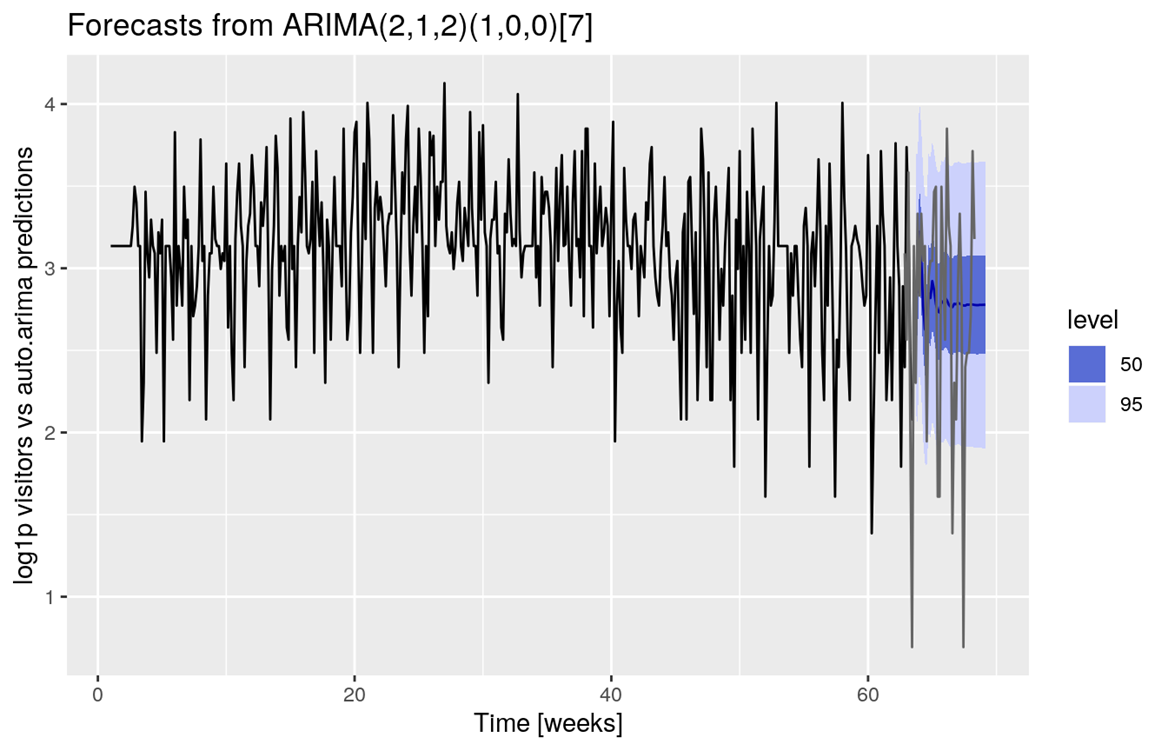 Forecasts from ARIMA(2,1,2)(1,0,0)[7]
log1p visitors vs auto.arima predictions
4
3
2
1
0
20
40
60
Time [weeks]
level
50
95